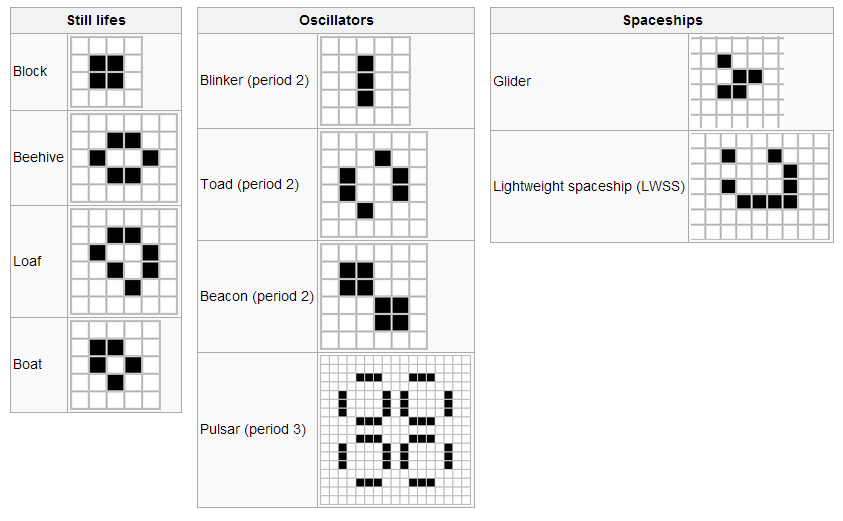 Still lifes
Block
Beehive
Loaf
Boat
Oscillators
Blinker (period 2)
Toad (period 2)
Beacon (period 2)
Pulsar (period 3)
Spaceships
Glider
Lightweight spaceship (LWSS)